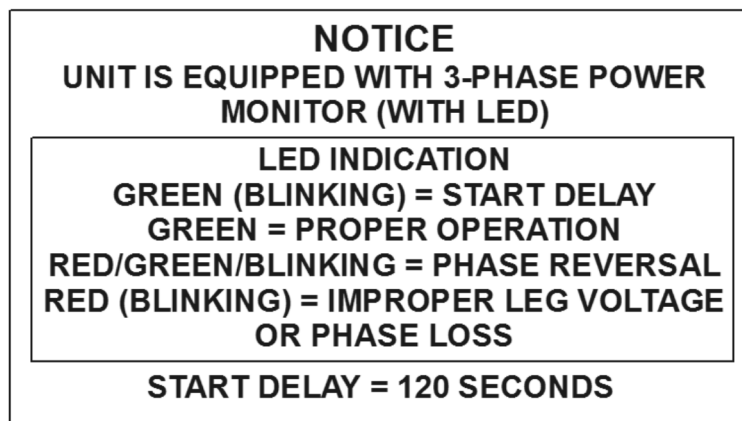 NOTICE
UNIT IS EQUIPPED WITH 3-PHASE POWER
MONITOR (WITH LED)
LED INDICATION
GREEN (BLINKING) = START DELAY
GREEN = PROPER OPERATION
RED/GREEN/BLINKING = PHASE REVERSAL
RED (BLINKING) = IMPROPER LEG VOLTAGE
OR PHASE LOSS
START DELAY = 120 SECONDS